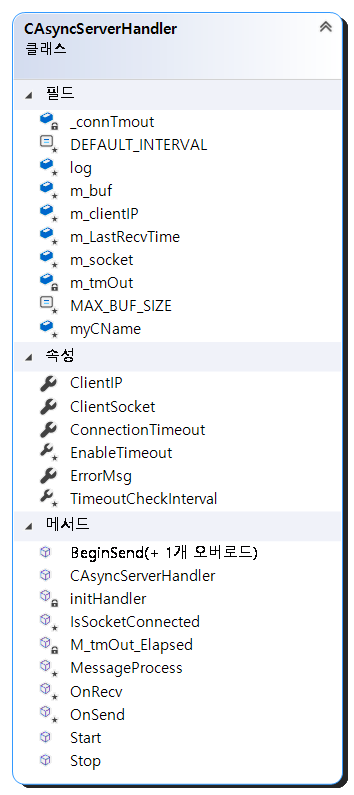 CAsyncServerHandler
클래스
필드
_connTmout
DEFAULT_INTERVAL
log
m_buf
m_clientIP
m_LastRecvTime
m_socket
m_tmOut
MAX_BUF_SIZE
myCName
속성
ClientIP
ClientSocket
ConnectionTimeout
EnableTimeout
ErrorMsg
TimeoutCheckInterval
메서드
BeginSend(+ 1개 오버로드)
CAsyncServerHandler
initHandler
IsSocketConnected
M_tmOut_Elapsed
MessageProcess
OnRecv
OnSend
Start
Stop